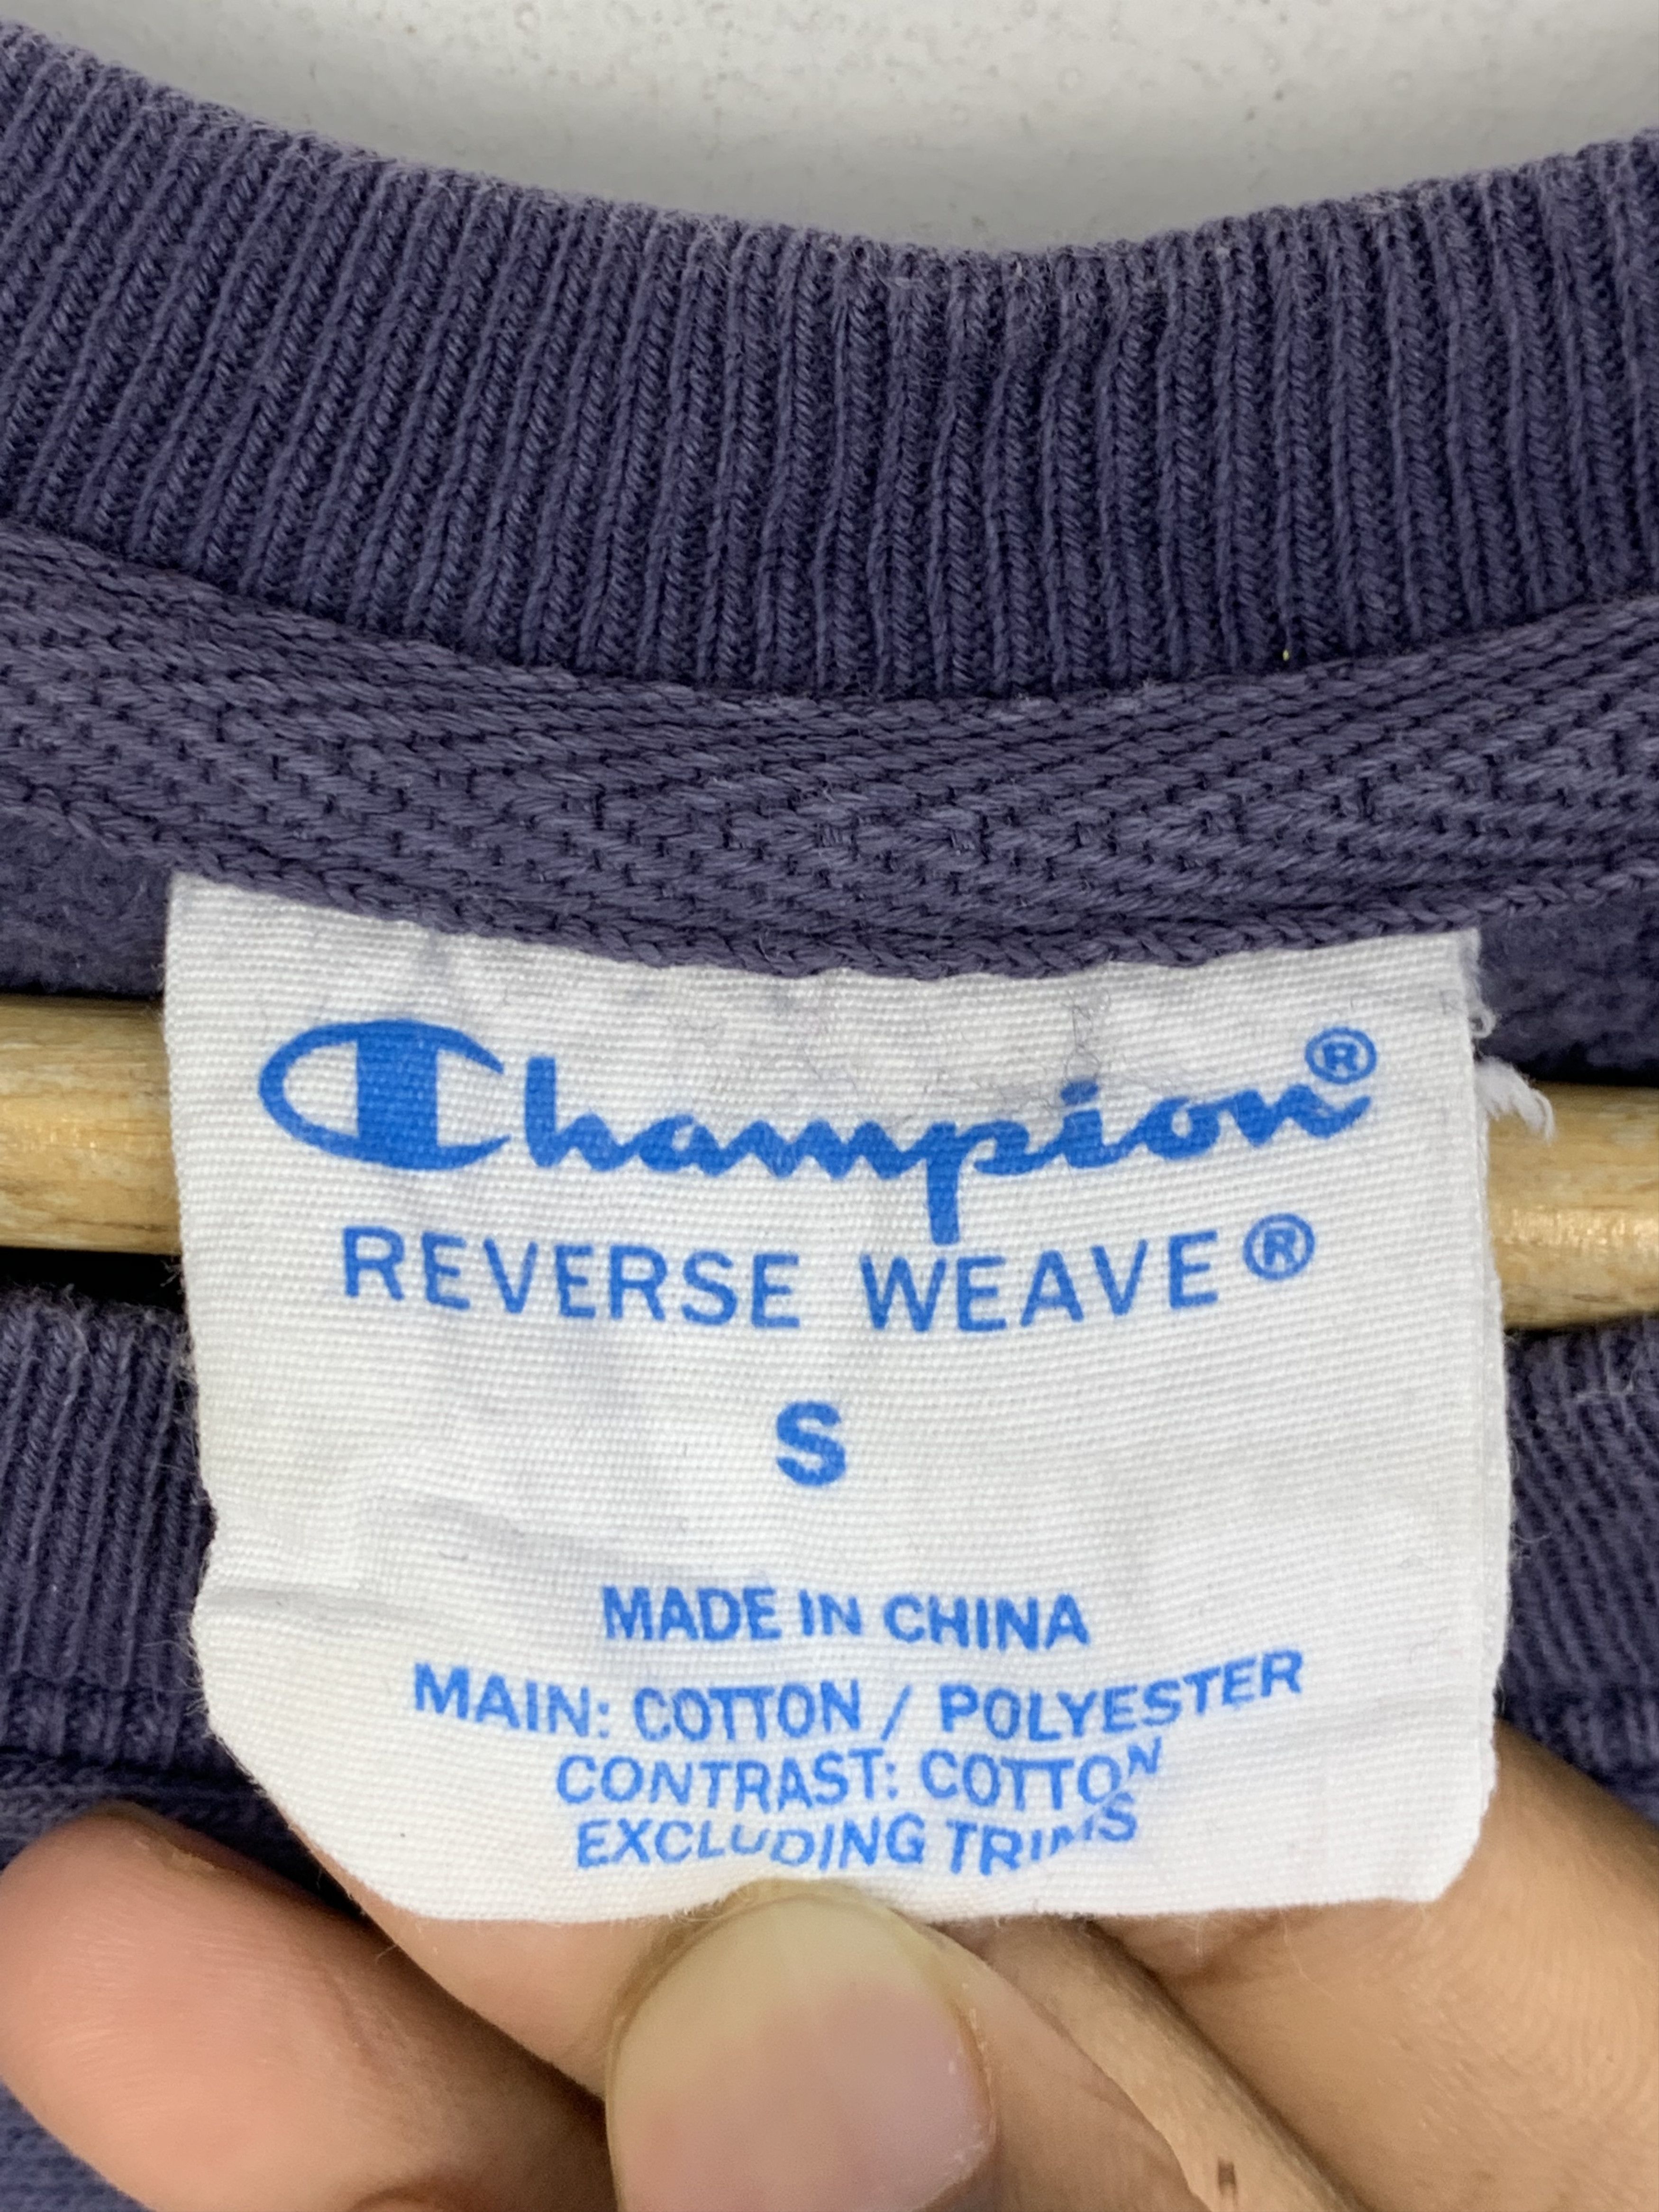 Champion®
REVERSE WEAVE®
S
MADE IN CHINA
MAIN: COTTON / POLYESTER
CONTRAST: COTTON
EXCLUDING TRIMS